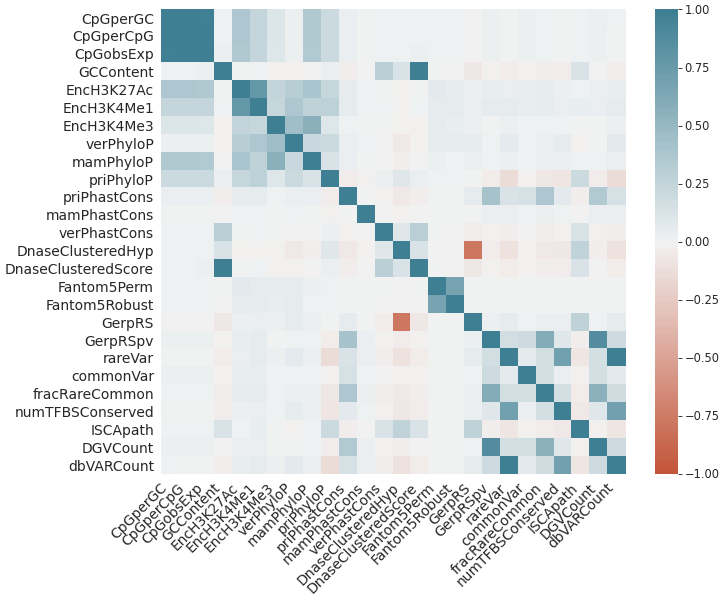 CpGperGC
CpGperCpG
CpGobsExp
GCContent
EncH3K27Ac
EncH3K4Me1
EncH3K4Me3
verPhyloP
mamPhyloP
priPhyloP
priPhastCons
mamPhastCons
verPhastCons
DnaseClusteredHyp
DnaseClusteredScore
Fantom5Perm
Fantom5Robust
GerpRS
GerpRSpv
rareVar
commonVar
fracRareCommon
numTFBSConserved
ISCApath
DGVCount
dbVARCount
CpGperGC
CpGperCpG
CpGobsExp
GCContent
EncH3K27Ac
EncH3K4Me1
EncH3K4Me3
verPhyloP
mamPhyloP
priPhyloP
priPhastCons
mamPhastCons
verPhastCons
DnaseClusteredHyp
DnaseClusteredScore
Fantom5Perm
Fantom5Robust
GerpRS
GerpRSpv
rareVar
commonVar
fracRareCommon
numTFBSConserved
ISCApath
DGVCount
dbVARCount
1.00
0.75
0.50
0.25
0.00
−0.25
−0.50
−0.75
−1.00